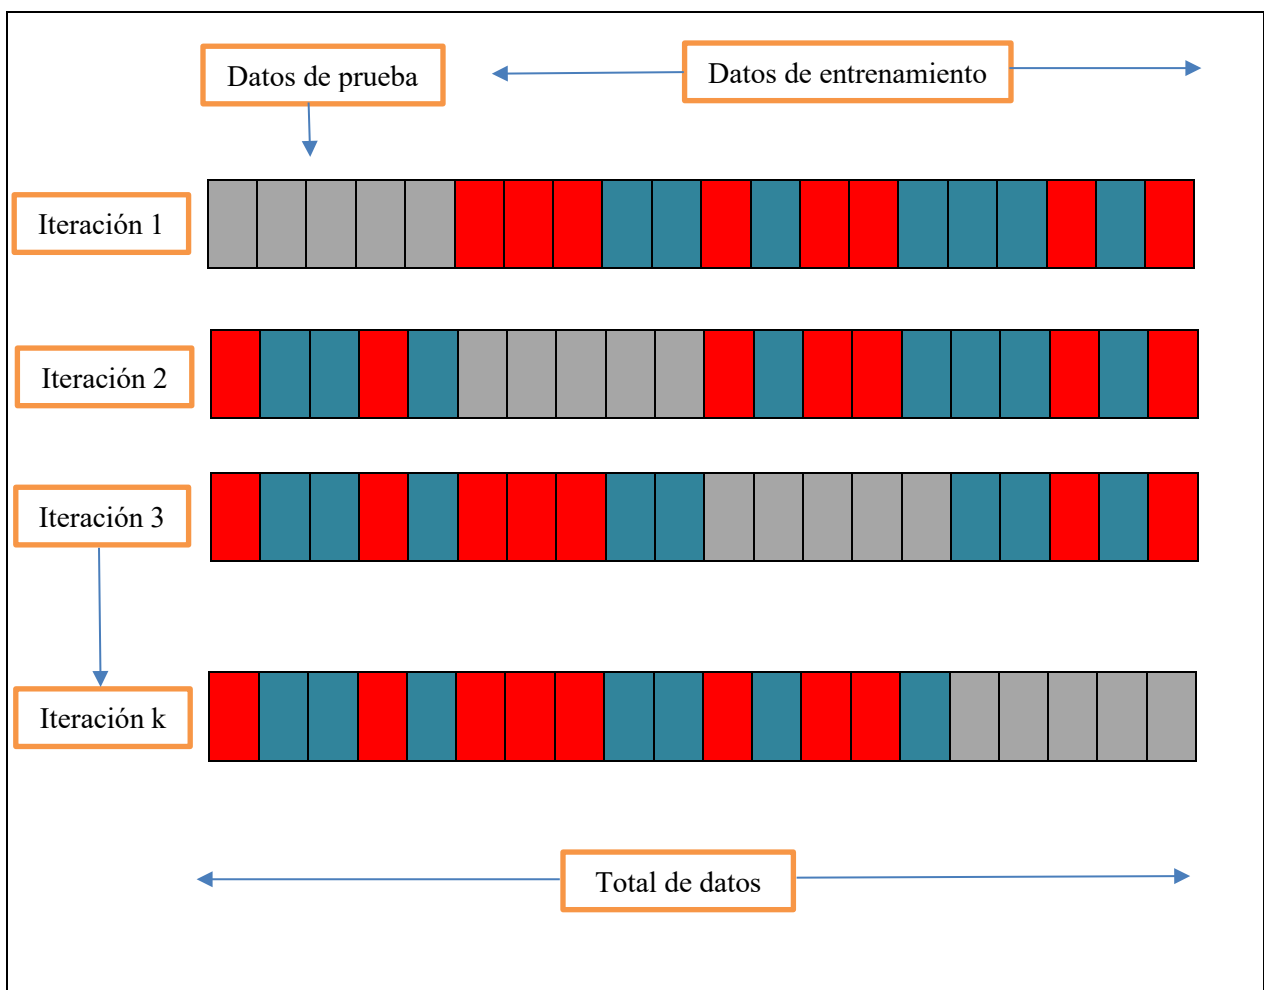 Datos de prueba
Datos de entrenamiento
Iteración 1
Iteración 2
Iteración 3
Iteración k
Total de datos